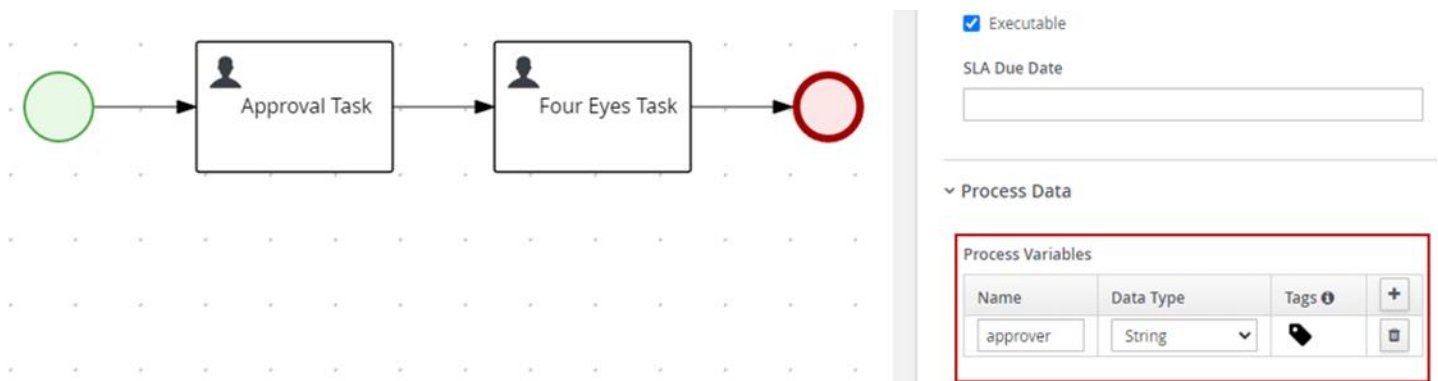 Approval Task
Four Eyes Task
Executable
SLA Due Date
Process Data
Process Variables
Name Data Type Tags
approver String